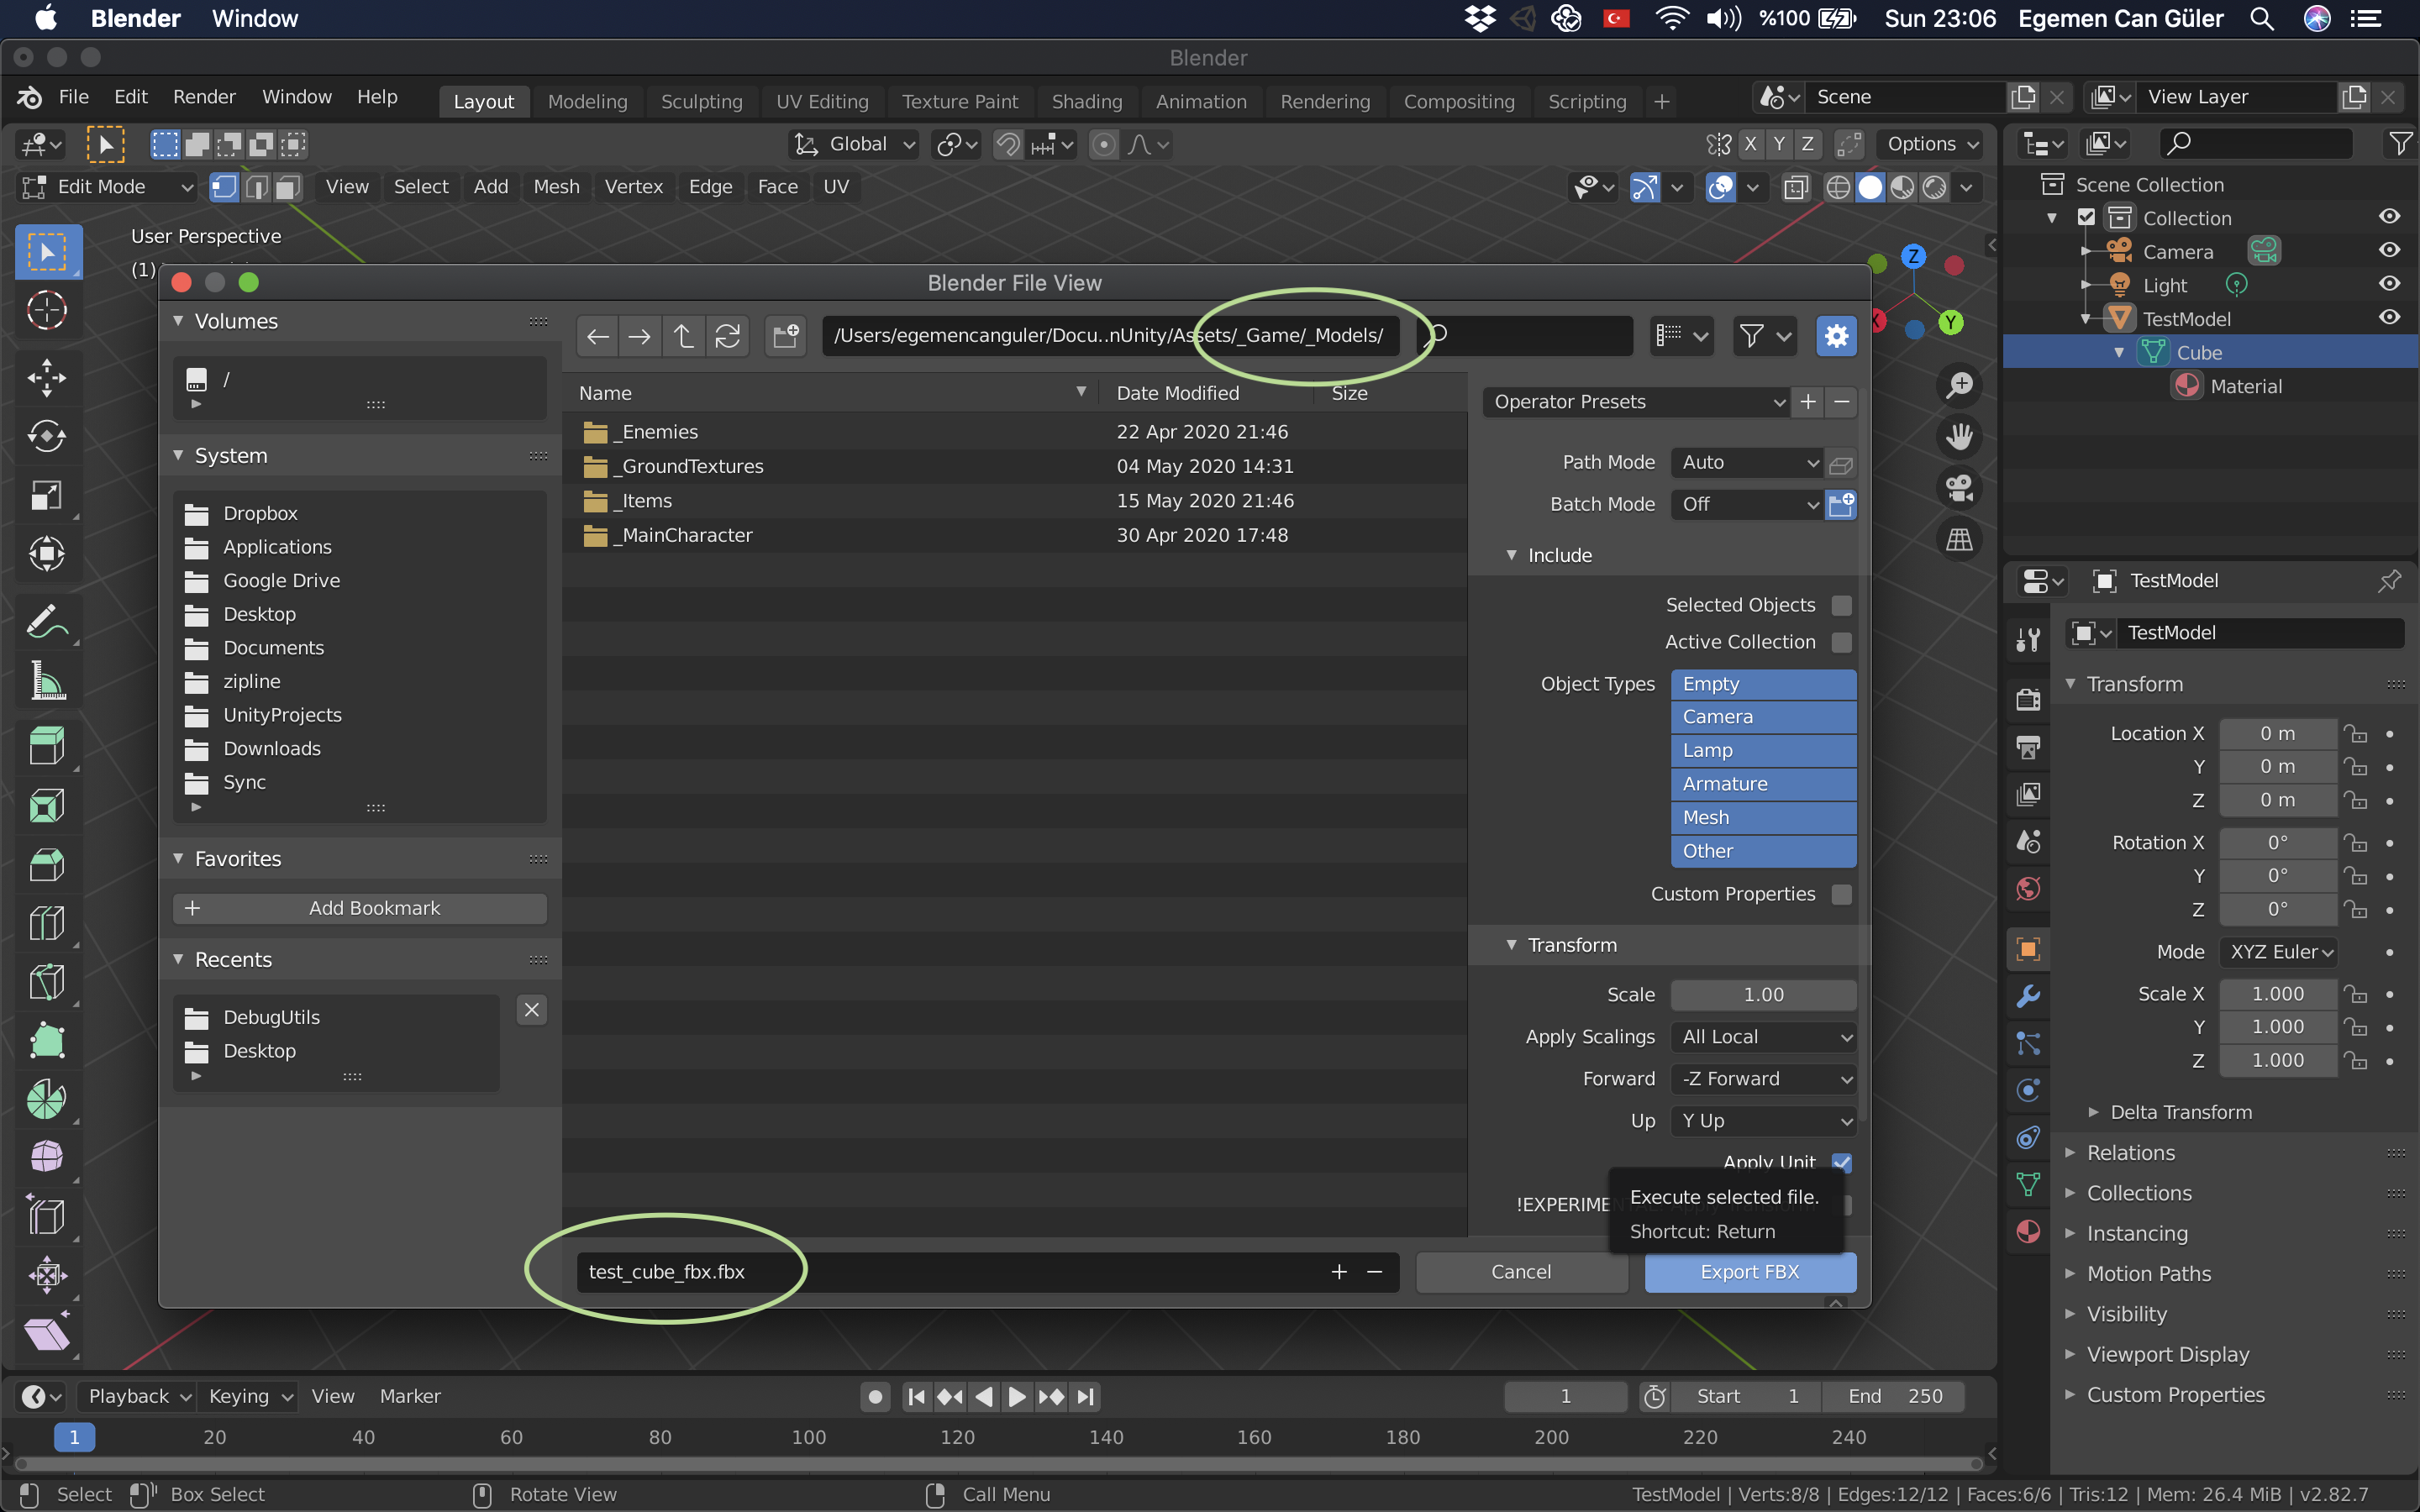 Blender Window %100 Sun 23:06 Egemen Can Güler
Blender
File Edit Render Window Help Layout Modeling Sculpting UV Editing Texture Paint Shading Animation Rendering Compositing Scripting + Scene View Layer
Global X Y Z Options
Edit Mode View Select Add Mesh Vertex Edge Face UV
User Perspective
(1)
Scene Collection
Collection
Camera
Light
TestModel
Cube
Material
Z
Y
X
Blender File View
/Users/egemencanguler/Docu..nUnity/Assets/_Game/_Models/
Volumes
/
System
Dropbox
Applications
Google Drive
Desktop
Documents
zipline
UnityProjects
Downloads
Sync
Favorites
+ Add Bookmark
Recents
DebugUtils
Desktop
Name Date Modified Size
_Enemies 22 Apr 2020 21:46
_GroundTextures 04 May 2020 14:31
_Items 15 May 2020 21:46
_MainCharacter 30 Apr 2020 17:48
Operator Presets + −
Path Mode Auto
Batch Mode Off
Include
Selected Objects
Active Collection
Object Types Empty
Camera
Lamp
Armature
Mesh
Other
Custom Properties
Transform
Scale 1.00
Apply Scalings All Local
Forward -Z Forward
Up Y Up
Apply Unit
Execute selected file.
Shortcut: Return
test_cube_fbx.fbx + − Cancel Export FBX
TestModel
TestModel
Transform
Location X 0 m
Y 0 m
Z 0 m
Rotation X 0°
Y 0°
Z 0°
Mode XYZ Euler
Scale X 1.000
Y 1.000
Z 1.000
Delta Transform
Relations
Collections
Instancing
Motion Paths
Visibility
Viewport Display
Custom Properties
Playback Keying View Marker 1 Start 1 End 250
1 20 40 60 80 100 120 140 160 180 200 220 240
Select Box Select Rotate View Call Menu TestModel | Verts:8/8 | Edges:12/12 | Faces:6/6 | Tris:12 | Mem: 26.4 MiB | v2.82.7